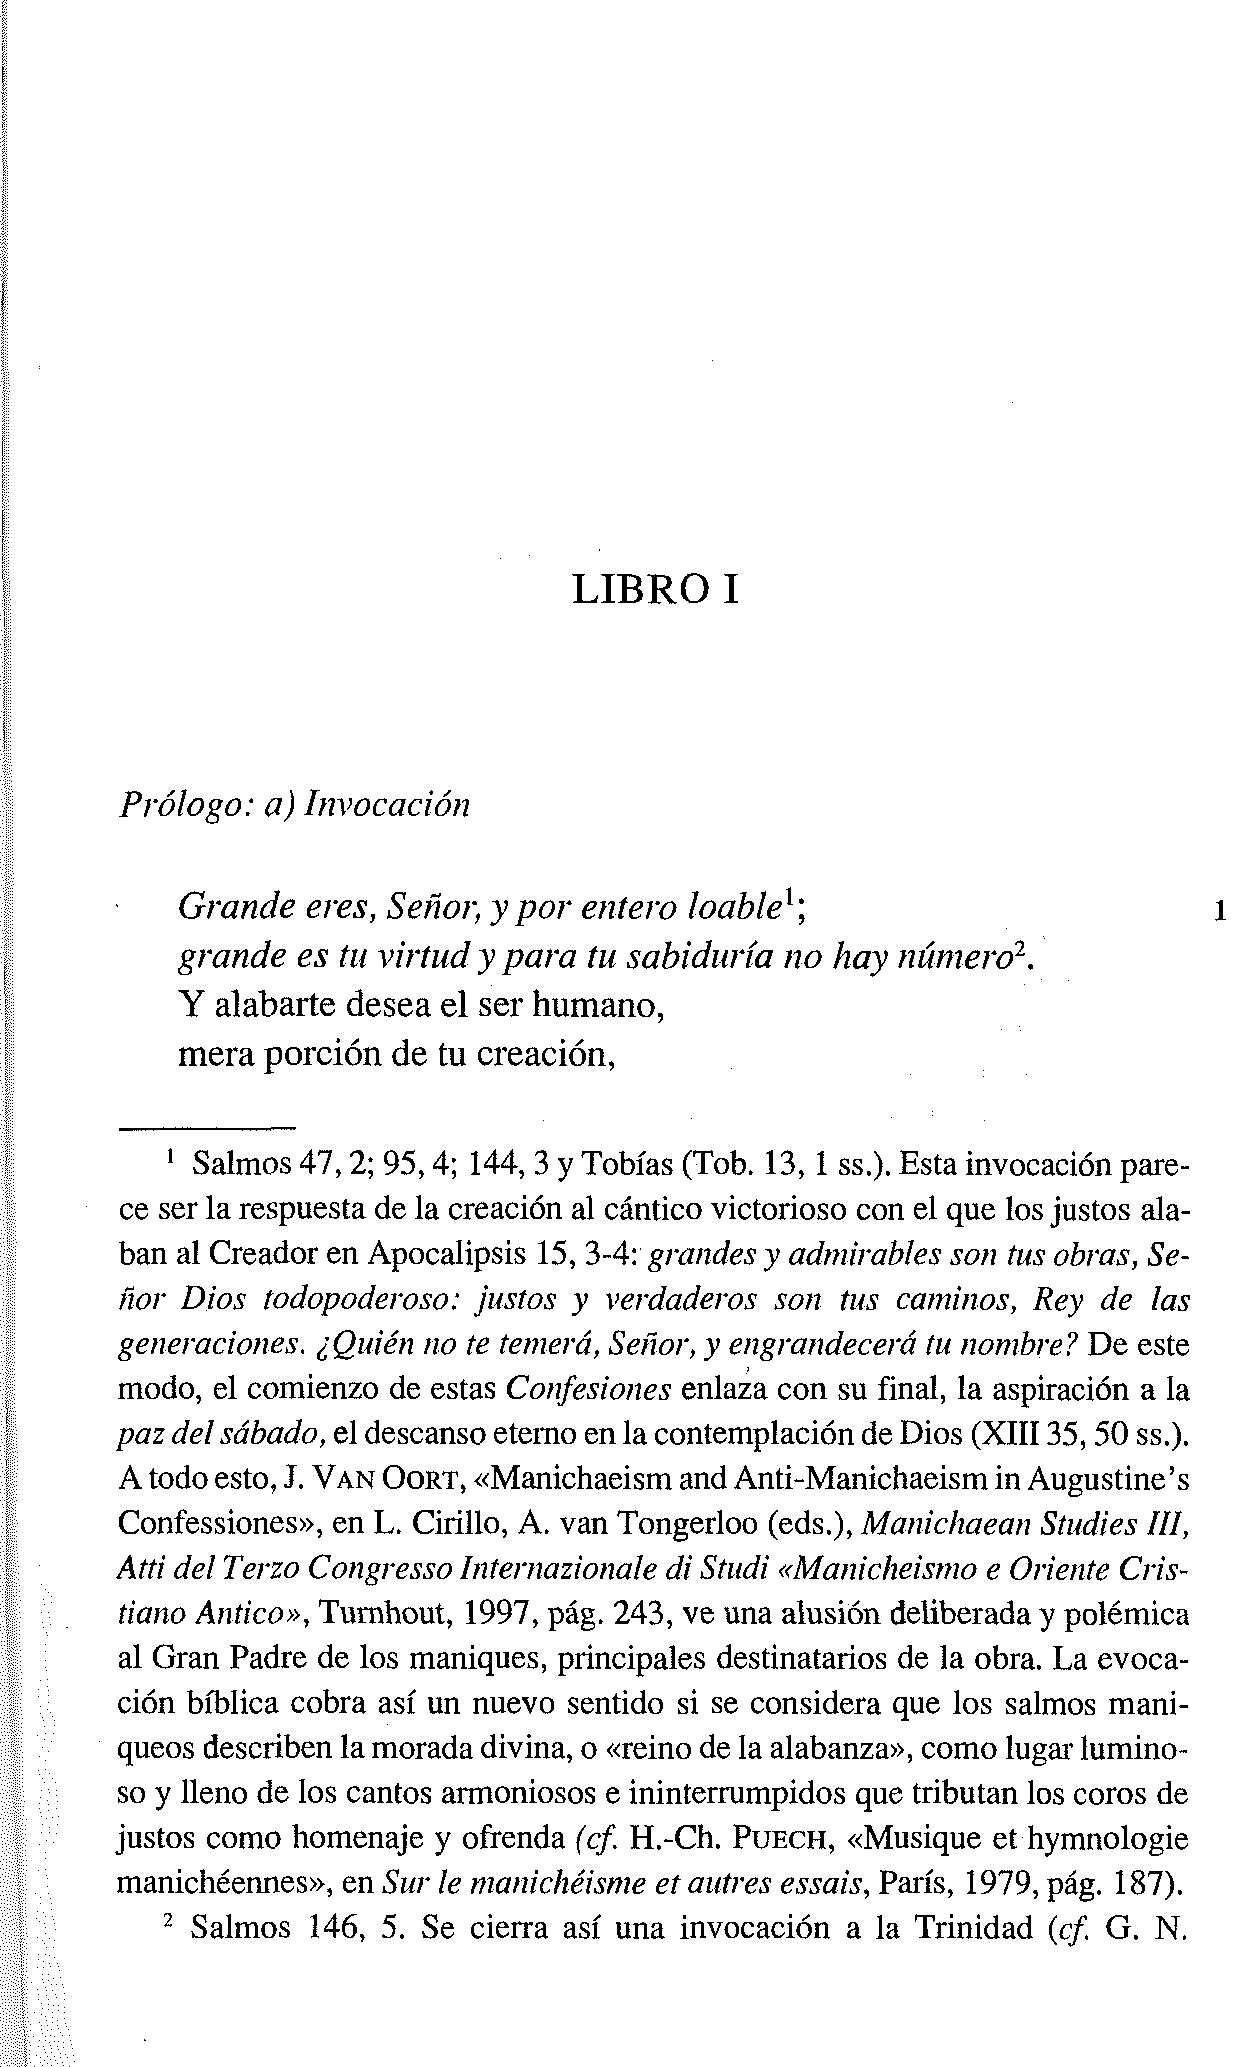 LIBRO I
Prólogo: a) Invocación
Grande eres, Señor, y por entero loable¹; 1
grande es tu virtud y para tu sabiduría no hay número².
Y alabarte desea el ser humano,
mera porción de tu creación,
¹ Salmos 47, 2; 95, 4; 144, 3 y Tobías (Tob. 13, 1 ss.). Esta invocación pare-
ce ser la respuesta de la creación al cántico victorioso con el que los justos ala-
ban al Creador en Apocalipsis 15, 3-4: grandes y admirables son tus obras, Se-
ñor Dios todopoderoso: justos y verdaderos son tus caminos, Rey de las
generaciones. ¿Quién no te temerá, Señor, y engrandecerá tu nombre? De este
modo, el comienzo de estas Confesiones enlaza con su final, la aspiración a la
paz del sábado, el descanso eterno en la contemplación de Dios (XIII 35, 50 ss.).
A todo esto, J. VAN OORT, «Manichaeism and Anti-Manichaeism in Augustine's
Confessiones», en L. Cirillo, A. van Tongerloo (eds.), Manichaean Studies III,
Atti del Terzo Congresso Internazionale di Studi «Manicheismo e Oriente Cris-
tiano Antico», Turnhout, 1997, pág. 243, ve una alusión deliberada y polémica
al Gran Padre de los maniques, principales destinatarios de la obra. La evoca-
ción bíblica cobra así un nuevo sentido si se considera que los salmos mani-
queos describen la morada divina, o «reino de la alabanza», como lugar lumino-
so y lleno de los cantos armoniosos e ininterrumpidos que tributan los coros de
justos como homenaje y ofrenda (cf. H.-Ch. PUECH, «Musique et hymnologie
manichéennes», en Sur le manichéisme et autres essais, París, 1979, pág. 187).
² Salmos 146, 5. Se cierra así una invocación a la Trinidad (cf. G. N.